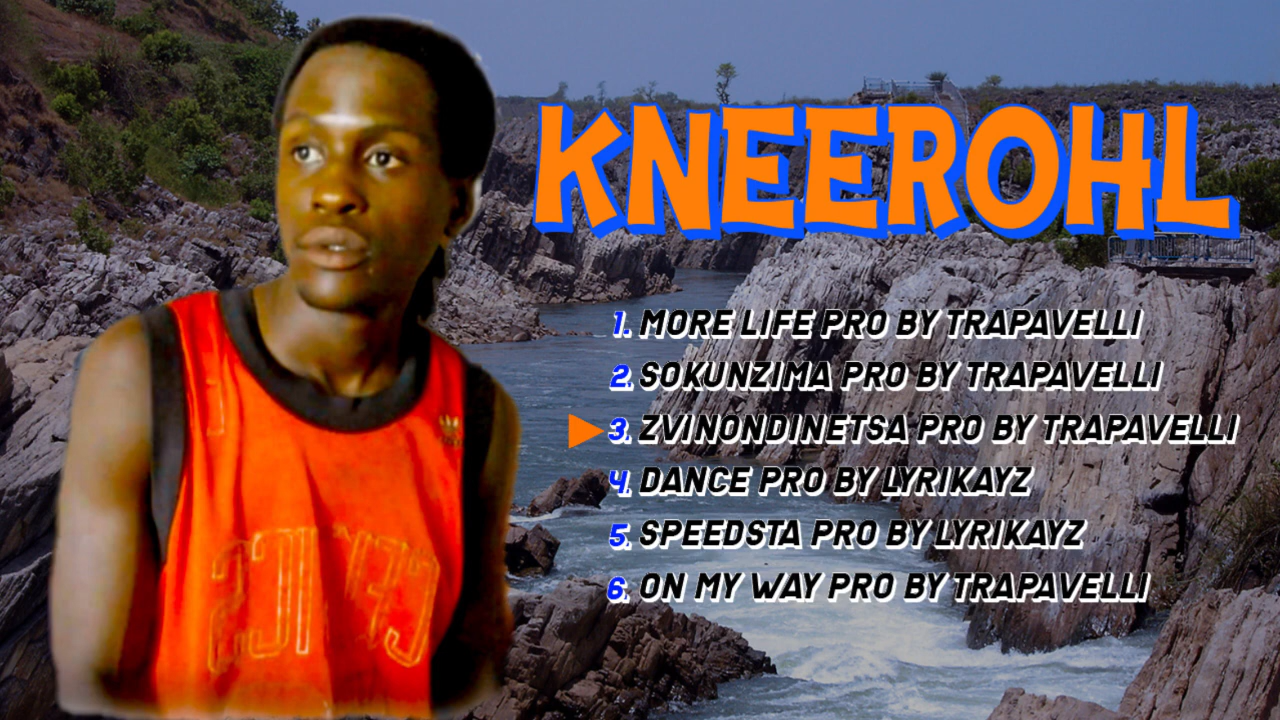 KNEEROHL
1. MORE LIFE PRO BY TRAPAVELLI
2. SOKUNZIMA PRO BY TRAPAVELLI
3. ZVINONDINETSA PRO BY TRAPAVELLI
4. DANCE PRO BY LYRIKAYZ
5. SPEEDSTA PRO BY LYRIKAYZ
6. ON MY WAY PRO BY TRAPAVELLI